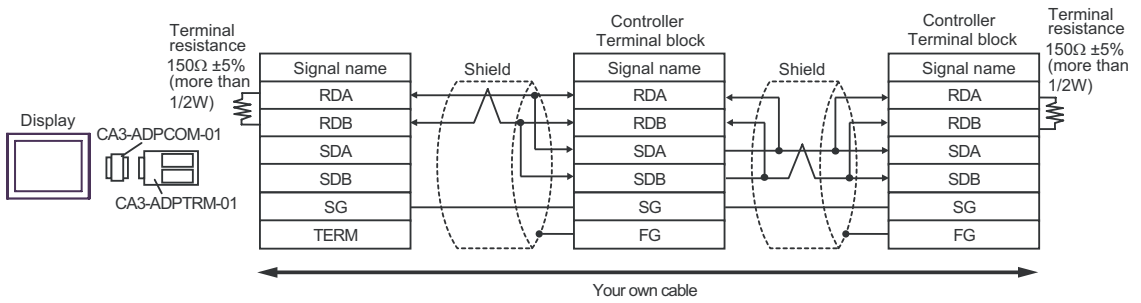 Terminal
resistance
150Ω ±5%
(more than
1/2W)
Display
CA3-ADPCOM-01
CA3-ADPTRM-01
Signal name
RDA
RDB
SDA
SDB
SG
TERM
Shield
Controller
Terminal block
Signal name
RDA
RDB
SDA
SDB
SG
FG
Shield
Controller
Terminal block
Signal name
RDA
RDB
SDA
SDB
SG
FG
Terminal
resistance
150Ω ±5%
(more than
1/2W)
Your own cable